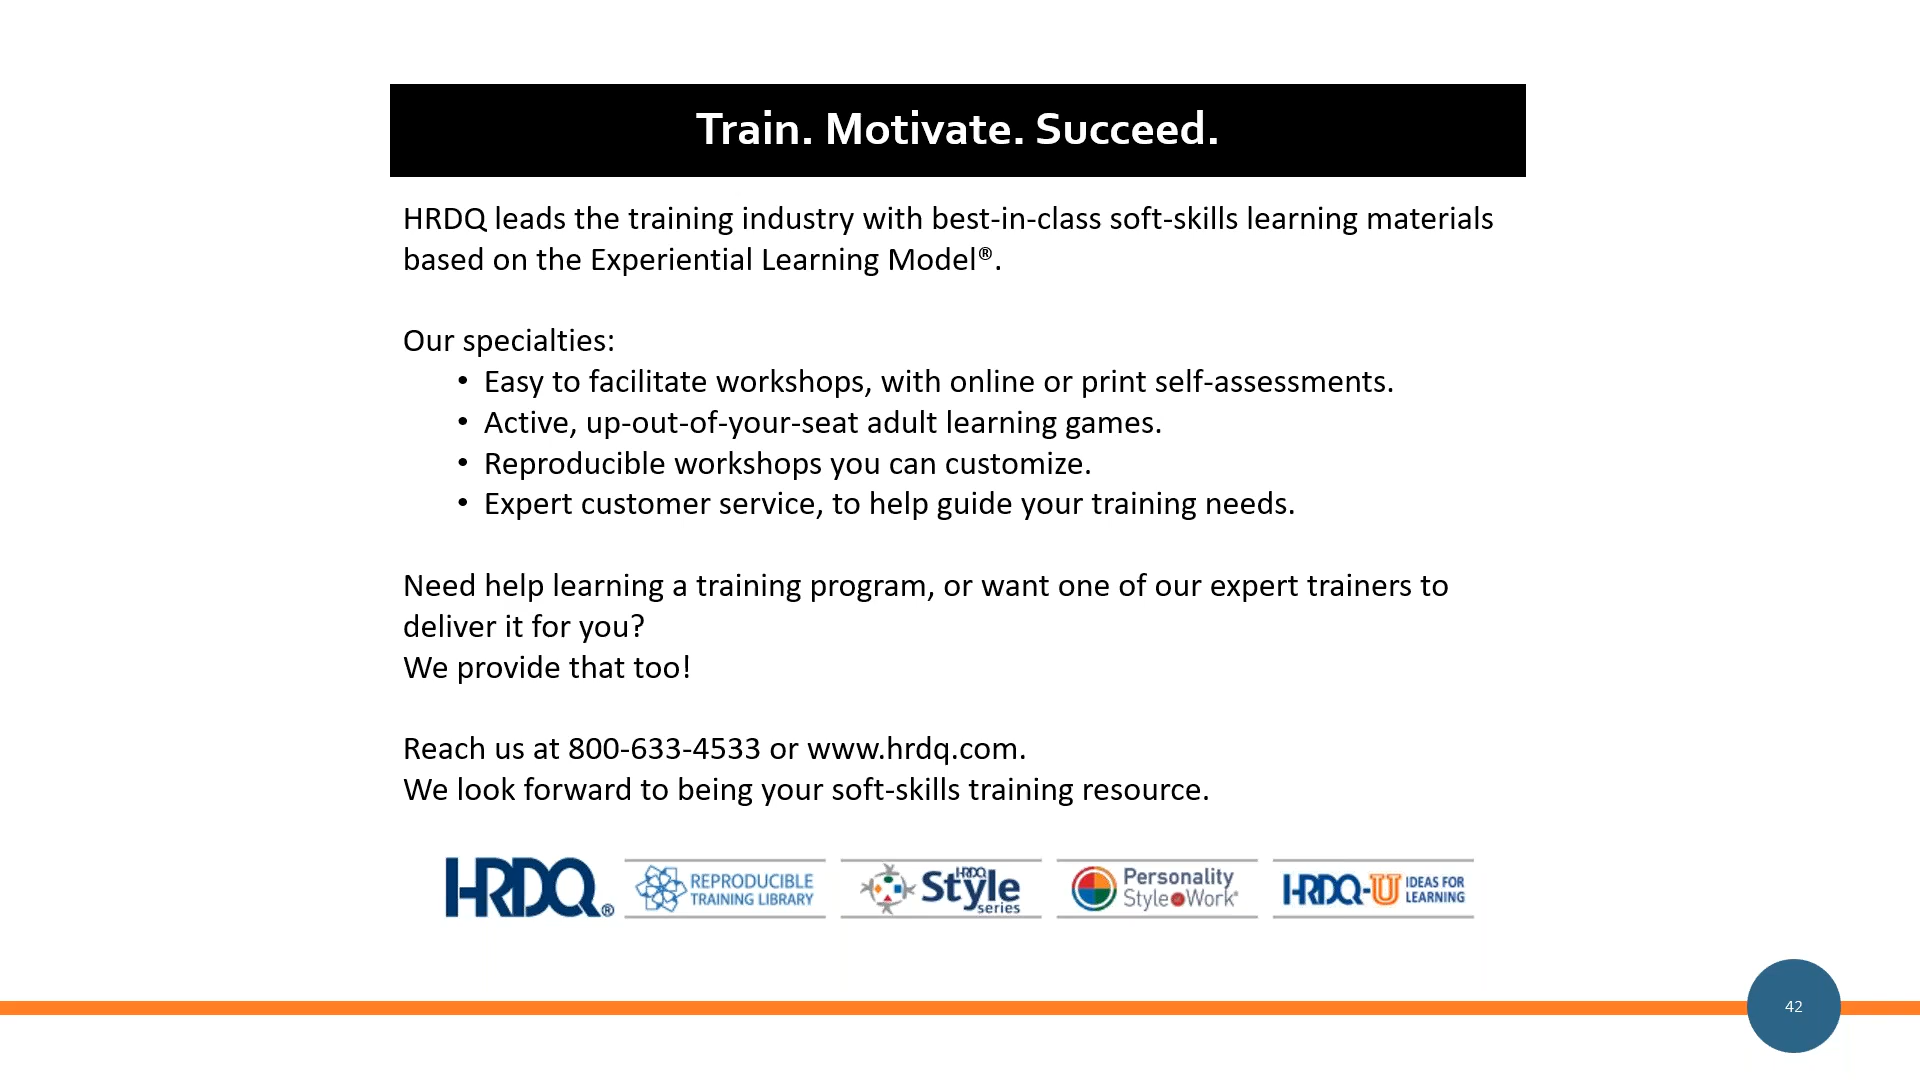 Train. Motivate. Succeed.
HRDQ leads the training industry with best-in-class soft-skills learning materials
based on the Experiential Learning Model®.
Our specialties:
• Easy to facilitate workshops, with online or print self-assessments.
• Active, up-out-of-your-seat adult learning games.
• Reproducible workshops you can customize.
• Expert customer service, to help guide your training needs.
Need help learning a training program, or want one of our expert trainers to
deliver it for you?
We provide that too!
Reach us at 800-633-4533 or www.hrdq.com.
We look forward to being your soft-skills training resource.
HRDQ®
REPRODUCIBLE
TRAINING LIBRARY
HRDQ
Style
series
Personality
Style at Work®
HRDQ-U IDEAS FOR
LEARNING
42